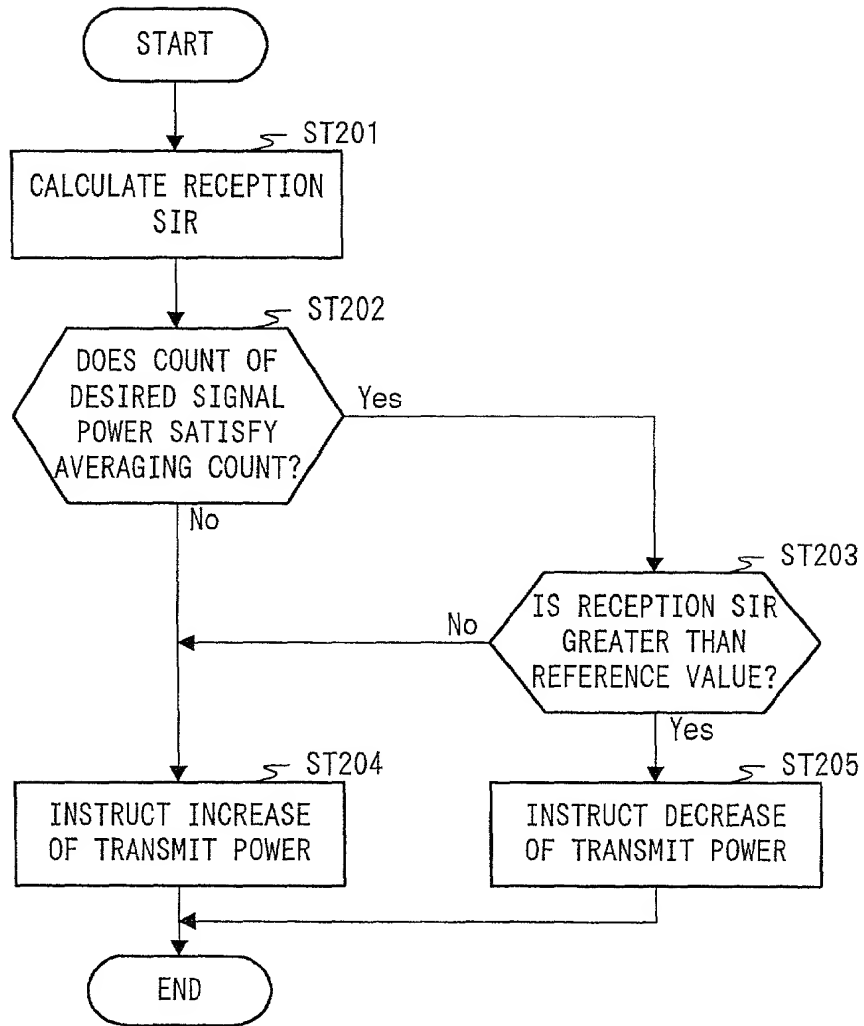 START
ST201
CALCULATE RECEPTION
SIR
ST202
DOES COUNT OF
DESIRED SIGNAL
POWER SATISFY
AVERAGING COUNT?
Yes
No
ST203
IS RECEPTION SIR
GREATER THAN
REFERENCE VALUE?
No
Yes
ST204
INSTRUCT INCREASE
OF TRANSMIT POWER
ST205
INSTRUCT DECREASE
OF TRANSMIT POWER
END